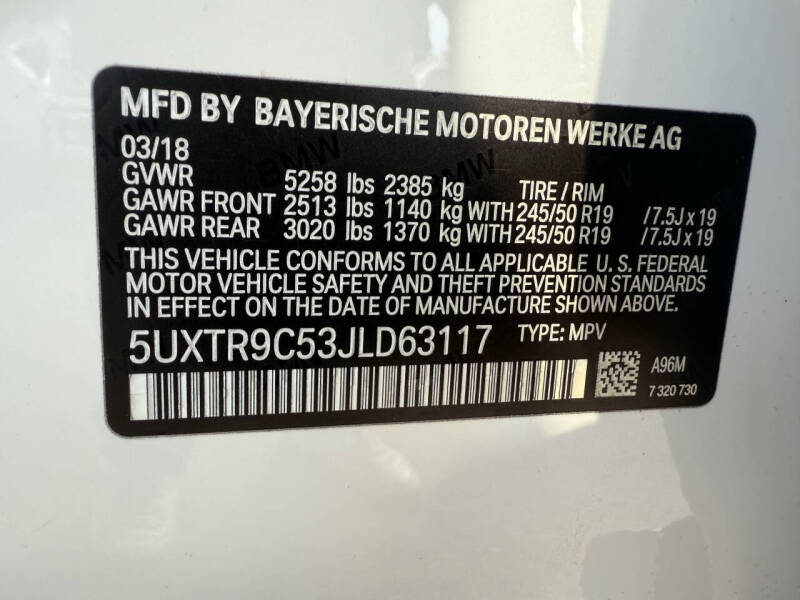 MFD BY BAYERISCHE MOTOREN WERKE AG
03/18
GVWR 5258 lbs 2385 kg TIRE / RIM
GAWR FRONT 2513 lbs 1140 kg WITH 245/50 R19 /7.5J x 19
GAWR REAR 3020 lbs 1370 kg WITH 245/50 R19 /7.5J x 19
THIS VEHICLE CONFORMS TO ALL APPLICABLE U. S. FEDERAL
MOTOR VEHICLE SAFETY AND THEFT PREVENTION STANDARDS
IN EFFECT ON THE DATE OF MANUFACTURE SHOWN ABOVE.
5UXTR9C53JLD63117 TYPE: MPV
A96M
7 320 730
BMW
BMW